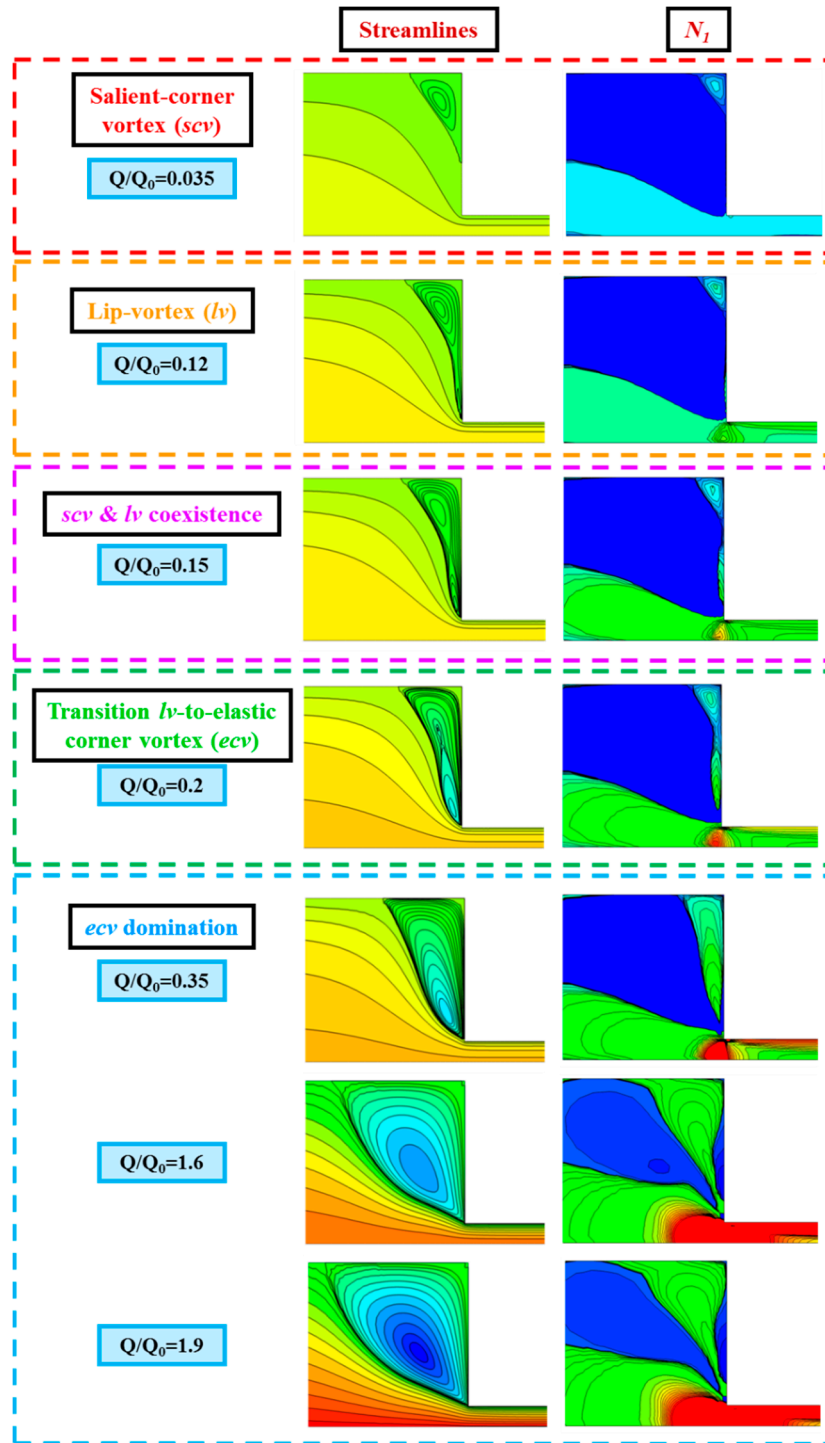 Streamlines
N₁
Salient-corner
vortex (scv)
Q/Q₀=0.035
Lip-vortex (lv)
Q/Q₀=0.12
scv & lv coexistence
Q/Q₀=0.15
Transition lv-to-elastic
corner vortex (ecv)
Q/Q₀=0.2
ecv domination
Q/Q₀=0.35
Q/Q₀=1.6
Q/Q₀=1.9